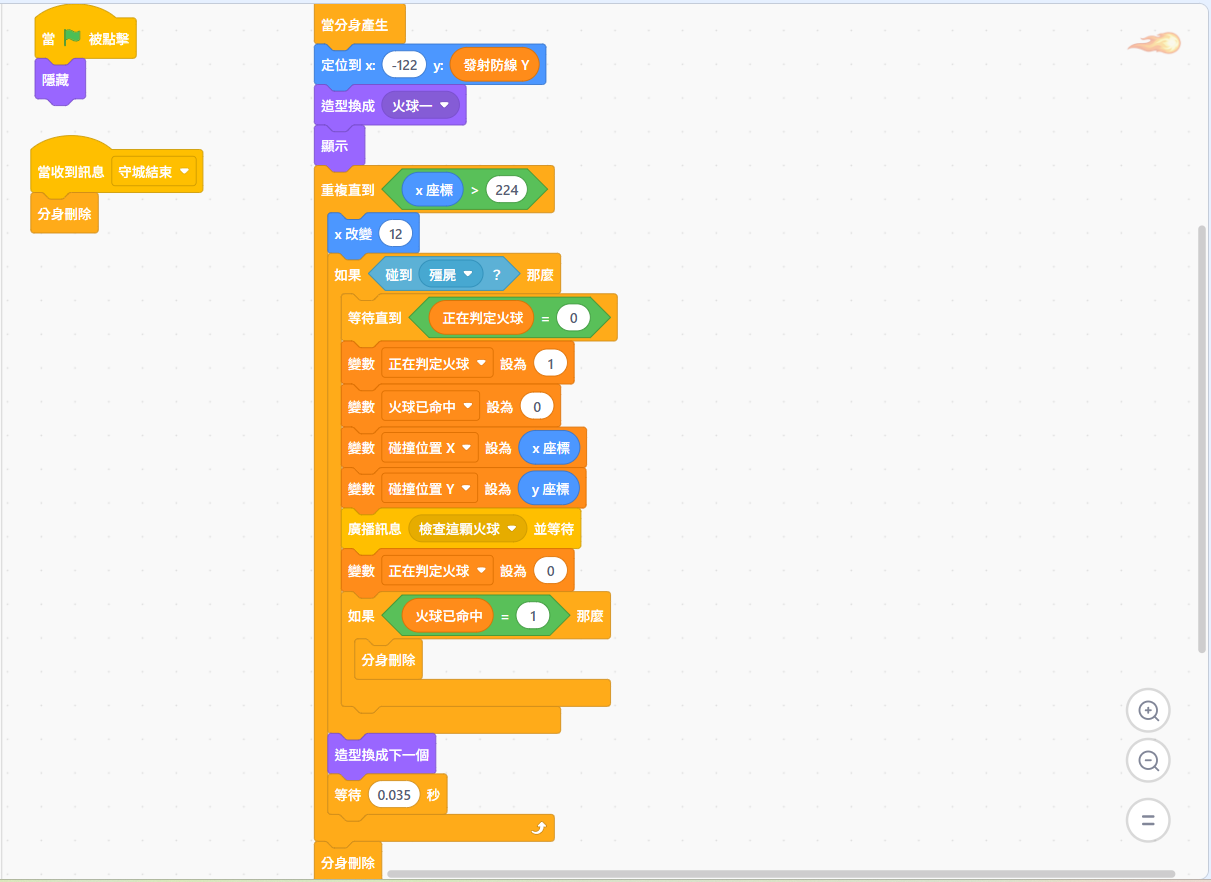 當 被點擊
隱藏
當收到訊息 守城結束
分身刪除
當分身產生
定位到 x: -122 y: 發射防線 Y
造型換成 火球一
顯示
重複直到 x 座標 > 224
x 改變 12
如果 碰到 殭屍 ? 那麼
等待直到 正在判定火球 = 0
變數 正在判定火球 設為 1
變數 火球已命中 設為 0
變數 碰撞位置 X 設為 x 座標
變數 碰撞位置 Y 設為 y 座標
廣播訊息 檢查這顆火球 並等待
變數 正在判定火球 設為 0
如果 火球已命中 = 1 那麼
分身刪除
造型換成下一個
等待 0.035 秒
分身刪除